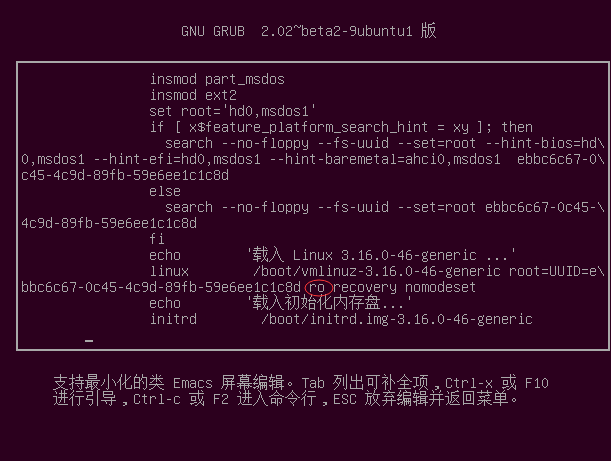 GNU GRUB  2.02~beta2-9ubuntu1 版
insmod part_msdos
insmod ext2
set root='hd0,msdos1'
if [ x$feature_platform_search_hint = xy ]; then
search --no-floppy --fs-uuid --set=root --hint-bios=hd\
0,msdos1 --hint-efi=hd0,msdos1 --hint-baremetal=ahci0,msdos1  ebbc6c67-0\
c45-4c9d-89fb-59e6ee1c1c8d
else
search --no-floppy --fs-uuid --set=root ebbc6c67-0c45-\
4c9d-89fb-59e6ee1c1c8d
fi
echo        '载入 Linux 3.16.0-46-generic ...'
linux        /boot/vmlinuz-3.16.0-46-generic root=UUID=e\
bbc6c67-0c45-4c9d-89fb-59e6ee1c1c8d ro recovery nomodeset
echo        '载入初始化内存盘...'
initrd        /boot/initrd.img-3.16.0-46-generic
支持最小化的类 Emacs 屏幕编辑。Tab 列出可补全项，Ctrl-x 或 F10
进行引导，Ctrl-c 或 F2 进入命令行，ESC 放弃编辑并返回菜单。